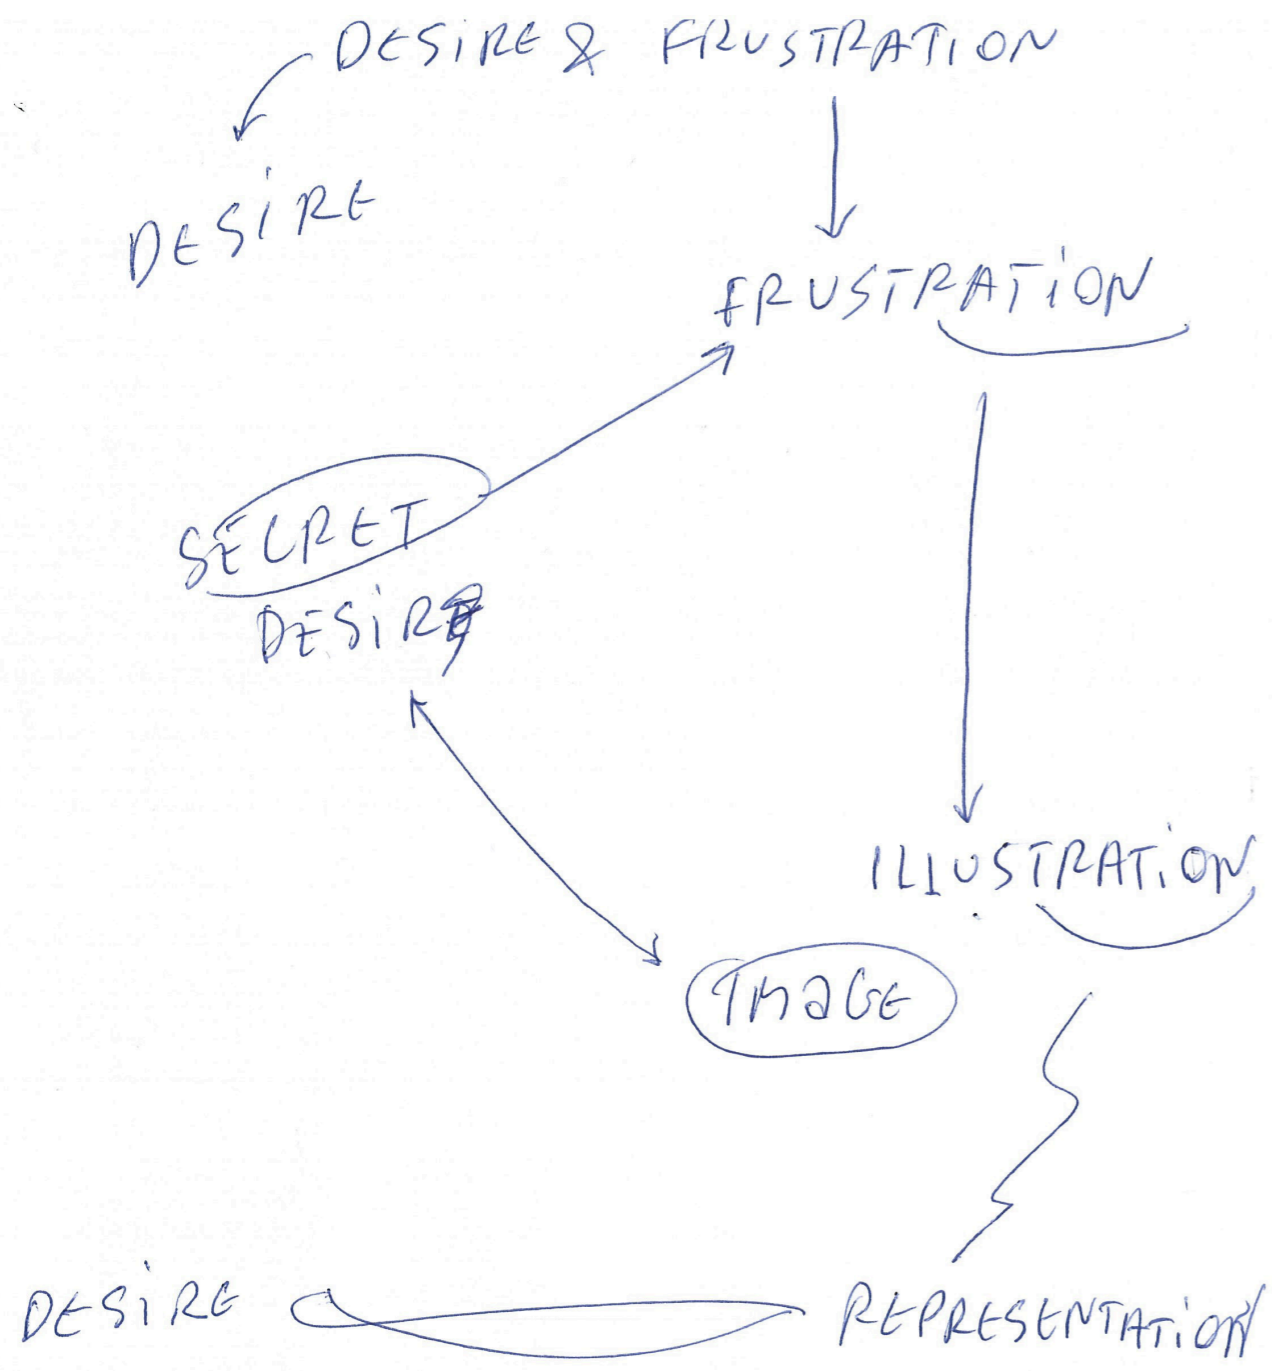 DESiRE & FRUSTRATiON
DESiRE
FRUSTRATiON
SECRET
DESiRE
ILLUSTRATiON
IMaGE
DESiRE
REPRESENTATiON